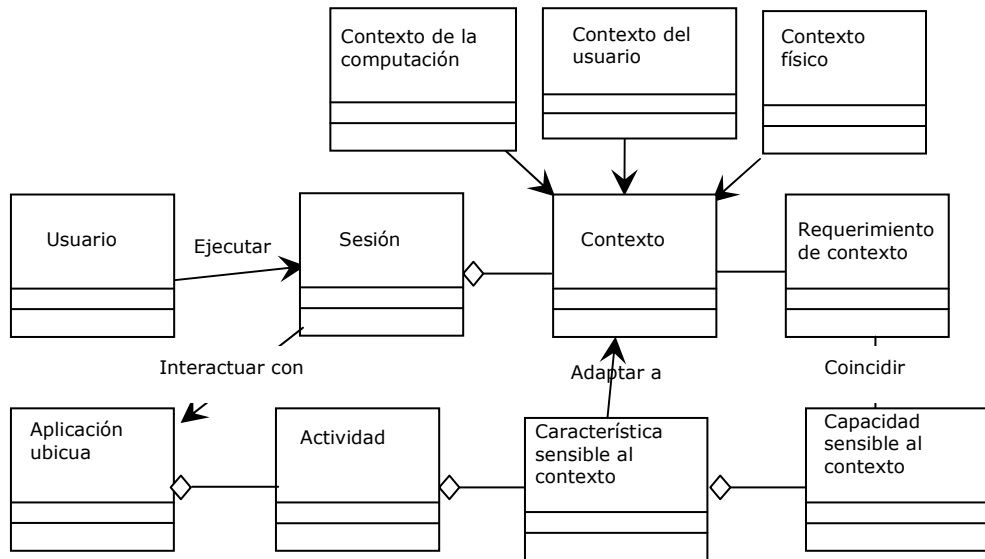 Contexto de la
computación
Contexto del
usuario
Contexto
físico
Usuario
Ejecutar
Sesión
Contexto
Requerimiento
de contexto
Interactuar con
Adaptar a
Coincidir
Aplicación
ubicua
Actividad
Característica
sensible al
contexto
Capacidad
sensible al
contexto